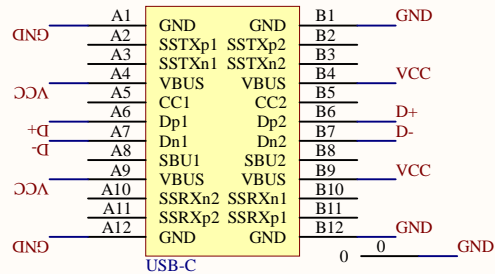 A1 GND GND B1 GND
GND A2 SSTXp1 SSTXp2 B2
A3 SSTXn1 SSTXn2 B3
A4 VBUS VBUS B4 VCC
VCC A5 CC1 CC2 B5
A6 Dp1 Dp2 B6 D+
D+ A7 Dn1 Dn2 B7 D-
D- A8 SBU1 SBU2 B8
A9 VBUS VBUS B9 VCC
VCC A10 SSRXn2 SSRXn1 B10
A11 SSRXp2 SSRXp1 B11
A12 GND GND B12 GND
GND 0 0 GND
USB-C